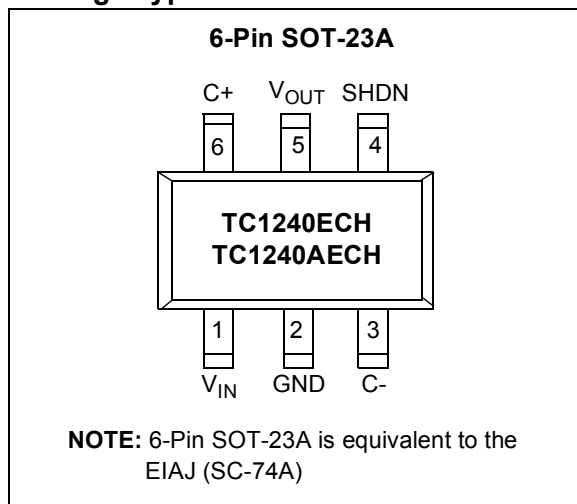 6-Pin SOT-23A
C+ VOUT SHDN
6 5 4
TC1240ECH
TC1240AECH
1 2 3
VIN GND C-
NOTE: 6-Pin SOT-23A is equivalent to the
EIAJ (SC-74A)